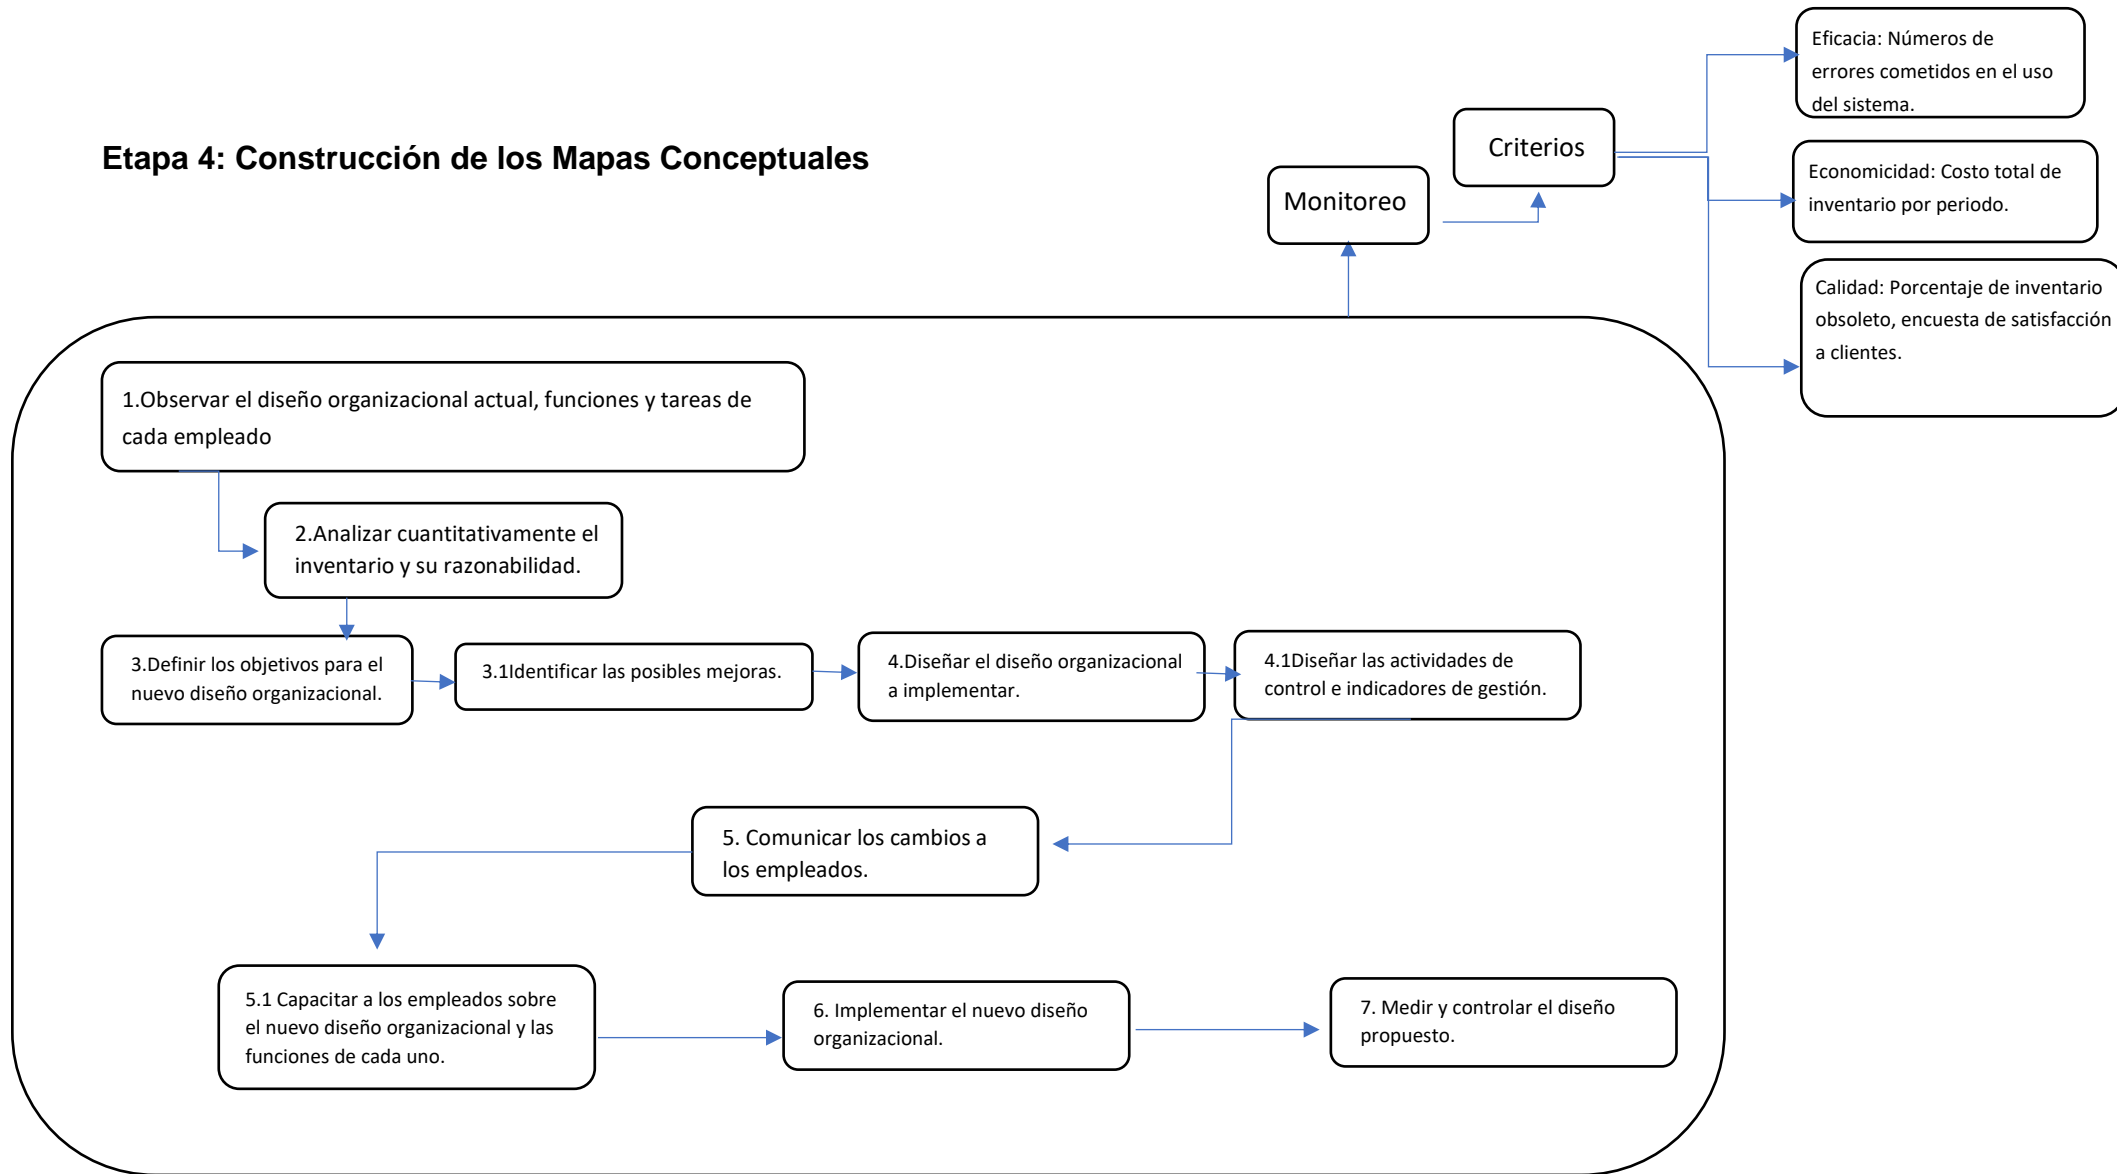 Etapa 4: Construcción de los Mapas Conceptuales
Monitoreo
Criterios
Eficacia: Números de
errores cometidos en el uso
del sistema.
Economicidad: Costo total de
inventario por periodo.
Calidad: Porcentaje de inventario
obsoleto, encuesta de satisfacción
a clientes.
1.Observar el diseño organizacional actual, funciones y tareas de
cada empleado
2.Analizar cuantitativamente el
inventario y su razonabilidad.
3.Definir los objetivos para el
nuevo diseño organizacional.
3.1Identificar las posibles mejoras.
4.Diseñar el diseño organizacional
a implementar.
4.1Diseñar las actividades de
control e indicadores de gestión.
5. Comunicar los cambios a
los empleados.
5.1 Capacitar a los empleados sobre
el nuevo diseño organizacional y las
funciones de cada uno.
6. Implementar el nuevo diseño
organizacional.
7. Medir y controlar el diseño
propuesto.